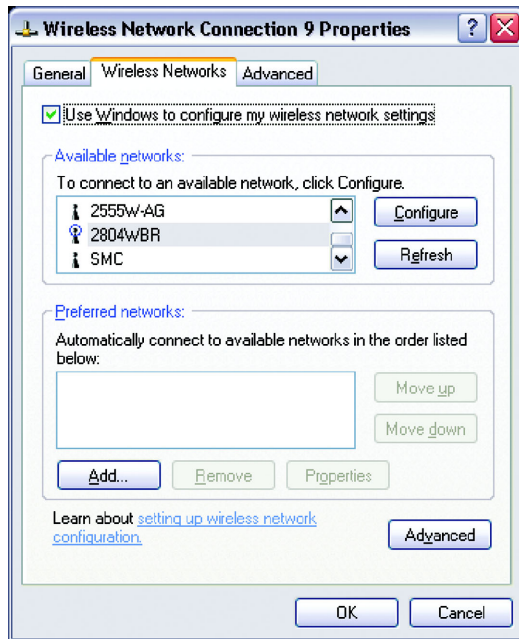 Wireless Network Connection 9 Properties
General Wireless Networks Advanced
Use Windows to configure my wireless network settings
Available networks:
To connect to an available network, click Configure.
2555W-AG
2804WBR
SMC
Configure
Refresh
Preferred networks:
Automatically connect to available networks in the order listed
below:
Move up
Move down
Add... Remove Properties
Learn about setting up wireless network
configuration.
Advanced
OK Cancel